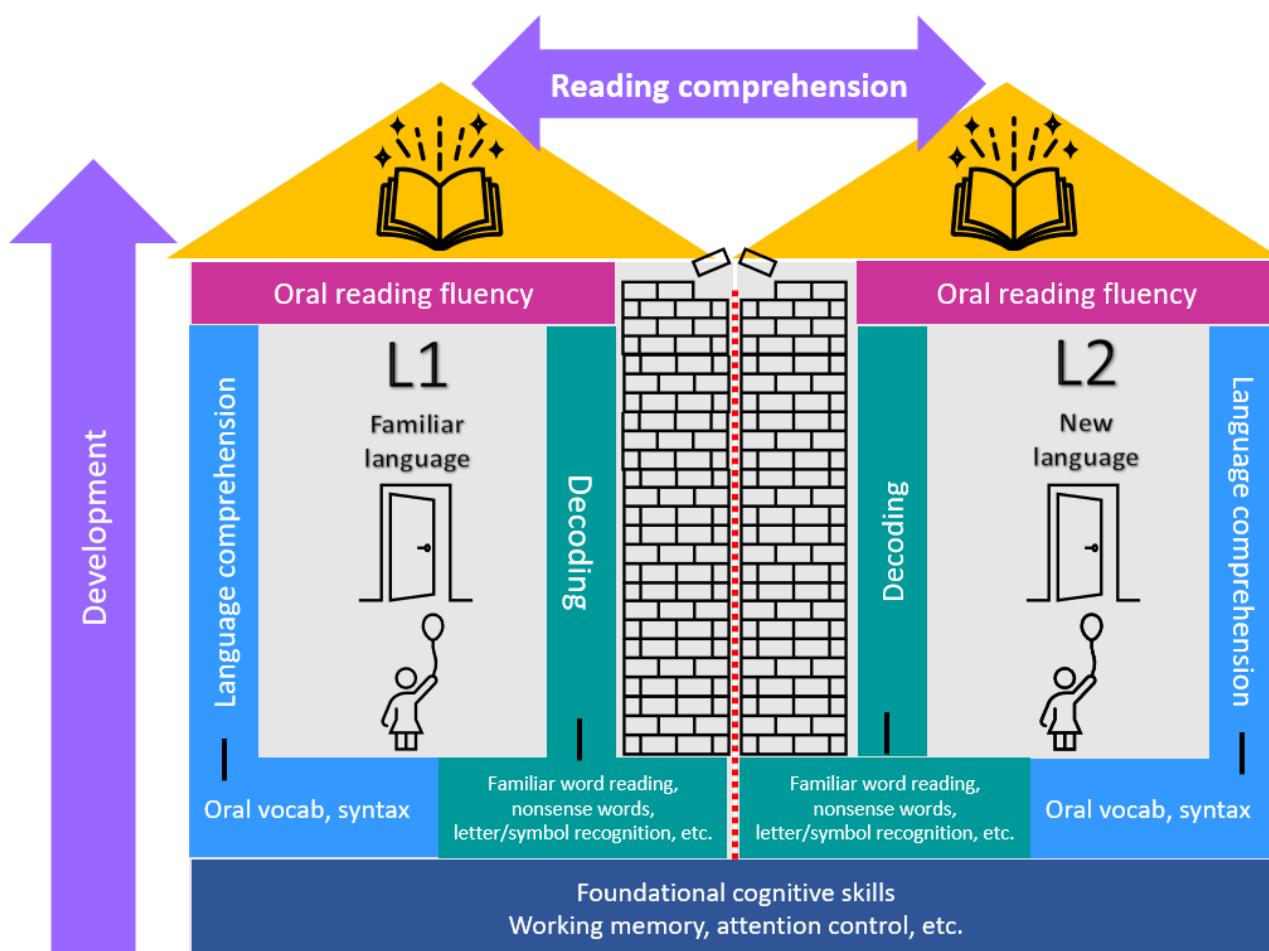 Reading comprehension
Development
Oral reading fluency
Language comprehension
L1
Familiar
language
Decoding
Oral vocab, syntax
Familiar word reading,
nonsense words,
letter/symbol recognition, etc.
Oral reading fluency
Decoding
L2
New
language
Language comprehension
Familiar word reading,
nonsense words,
letter/symbol recognition, etc.
Oral vocab, syntax
Foundational cognitive skills
Working memory, attention control, etc.